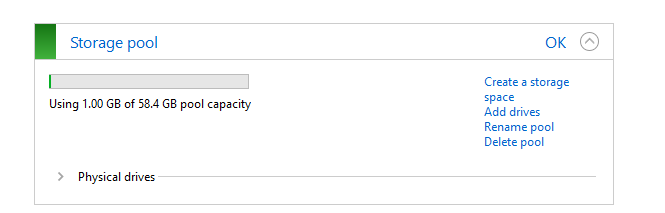 Storage pool
OK
Using 1.00 GB of 58.4 GB pool capacity
Create a storage
space
Add drives
Rename pool
Delete pool
Physical drives